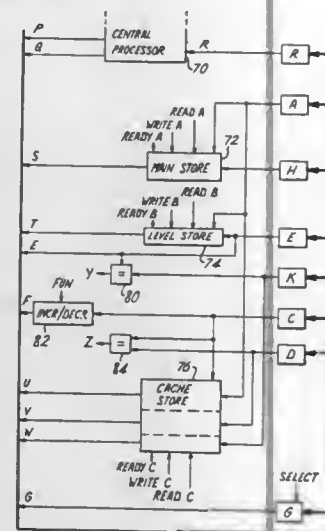 P
CENTRAL
PROCESSOR
Q
R
R
70
A
READ A
WRITE A
READY A
72
S
MAIN STORE
H
READ B
WRITE B
READY B
T
LEVEL STORE
E
E
74
Y
=
K
80
FUN
F
INCR/DECR
C
82
Z
=
84
D
76
CACHE
STORE
U
V
W
READY C
WRITE C
READ C
SELECT
G
G